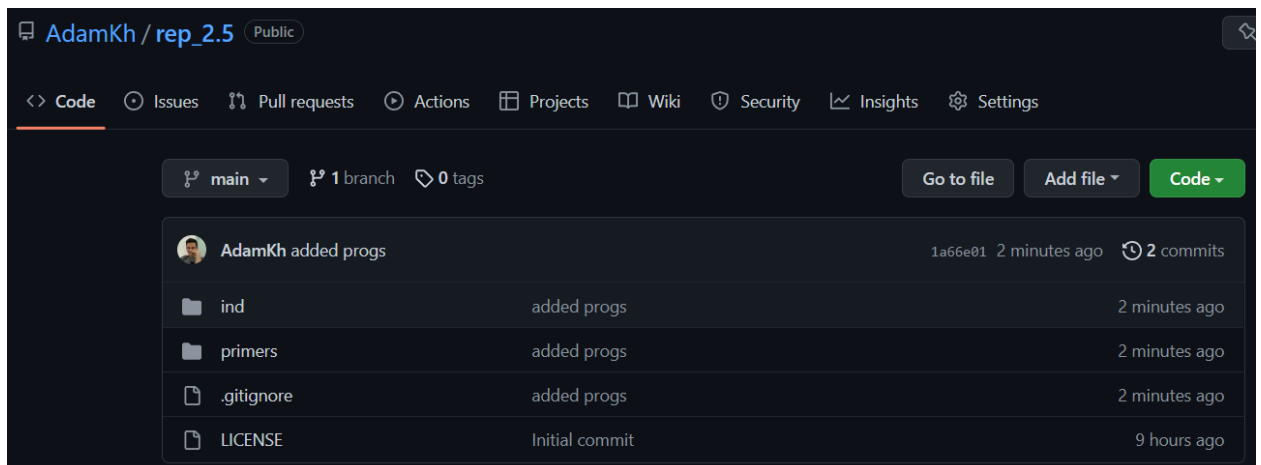 AdamKh / rep_2.5 Public
Code Issues Pull requests Actions Projects Wiki Security Insights Settings
main 1 branch 0 tags Go to file Add file Code
AdamKh added progs 1a66e01 2 minutes ago 2 commits
ind added progs 2 minutes ago
primers added progs 2 minutes ago
.gitignore added progs 2 minutes ago
LICENSE Initial commit 9 hours ago